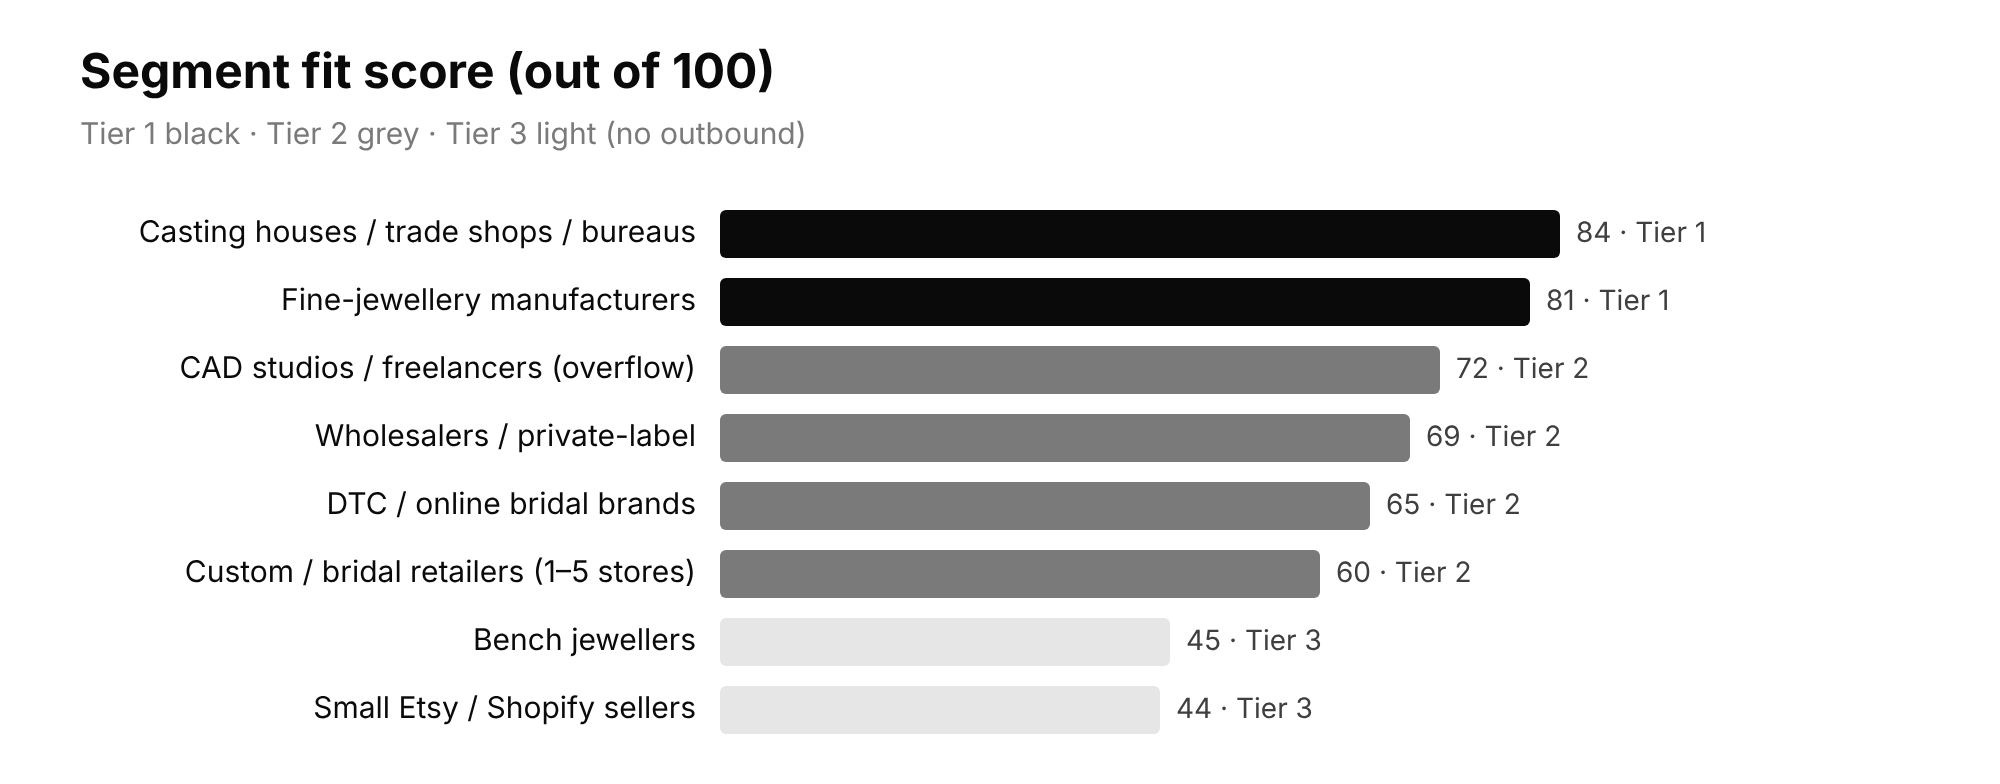 Segment fit score (out of 100)
Tier 1 black · Tier 2 grey · Tier 3 light (no outbound)
Casting houses / trade shops / bureaus 84 · Tier 1
Fine-jewellery manufacturers 81 · Tier 1
CAD studios / freelancers (overflow) 72 · Tier 2
Wholesalers / private-label 69 · Tier 2
DTC / online bridal brands 65 · Tier 2
Custom / bridal retailers (1–5 stores) 60 · Tier 2
Bench jewellers 45 · Tier 3
Small Etsy / Shopify sellers 44 · Tier 3